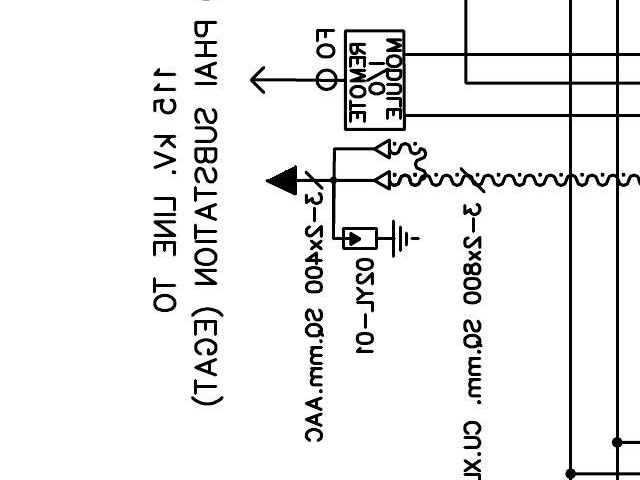 115 kV. LINE TO
PHAI SUBSTATION (EGAT)
FO
REMOTE
I/O
MODULE
3-2x400 SQ.mm.AAC
02YL-01
3-2x800 SQ.mm. CU.XL